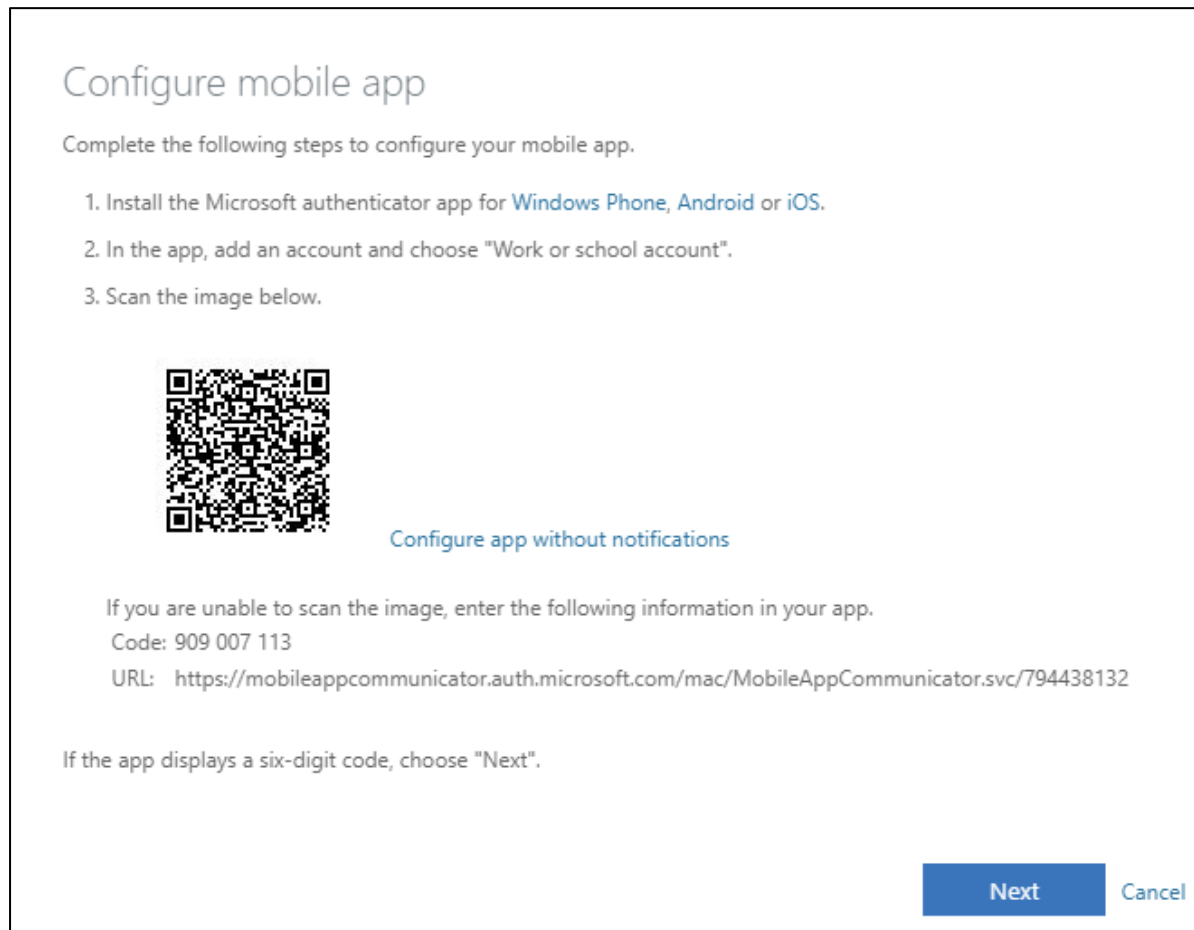 Configure mobile app
Complete the following steps to configure your mobile app.
1. Install the Microsoft authenticator app for Windows Phone, Android or iOS.
2. In the app, add an account and choose "Work or school account".
3. Scan the image below.
Configure app without notifications
If you are unable to scan the image, enter the following information in your app.
Code: 909 007 113
URL: https://mobileappcommunicator.auth.microsoft.com/mac/MobileAppCommunicator.svc/794438132
If the app displays a six-digit code, choose "Next".
Next Cancel